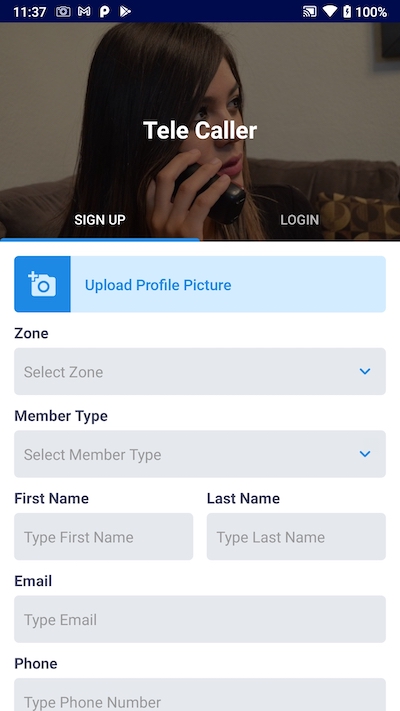 11:37 100%
Tele Caller
SIGN UP LOGIN
Upload Profile Picture
Zone
Select Zone
Member Type
Select Member Type
First Name Last Name
Type First Name Type Last Name
Email
Type Email
Phone
Type Phone Number